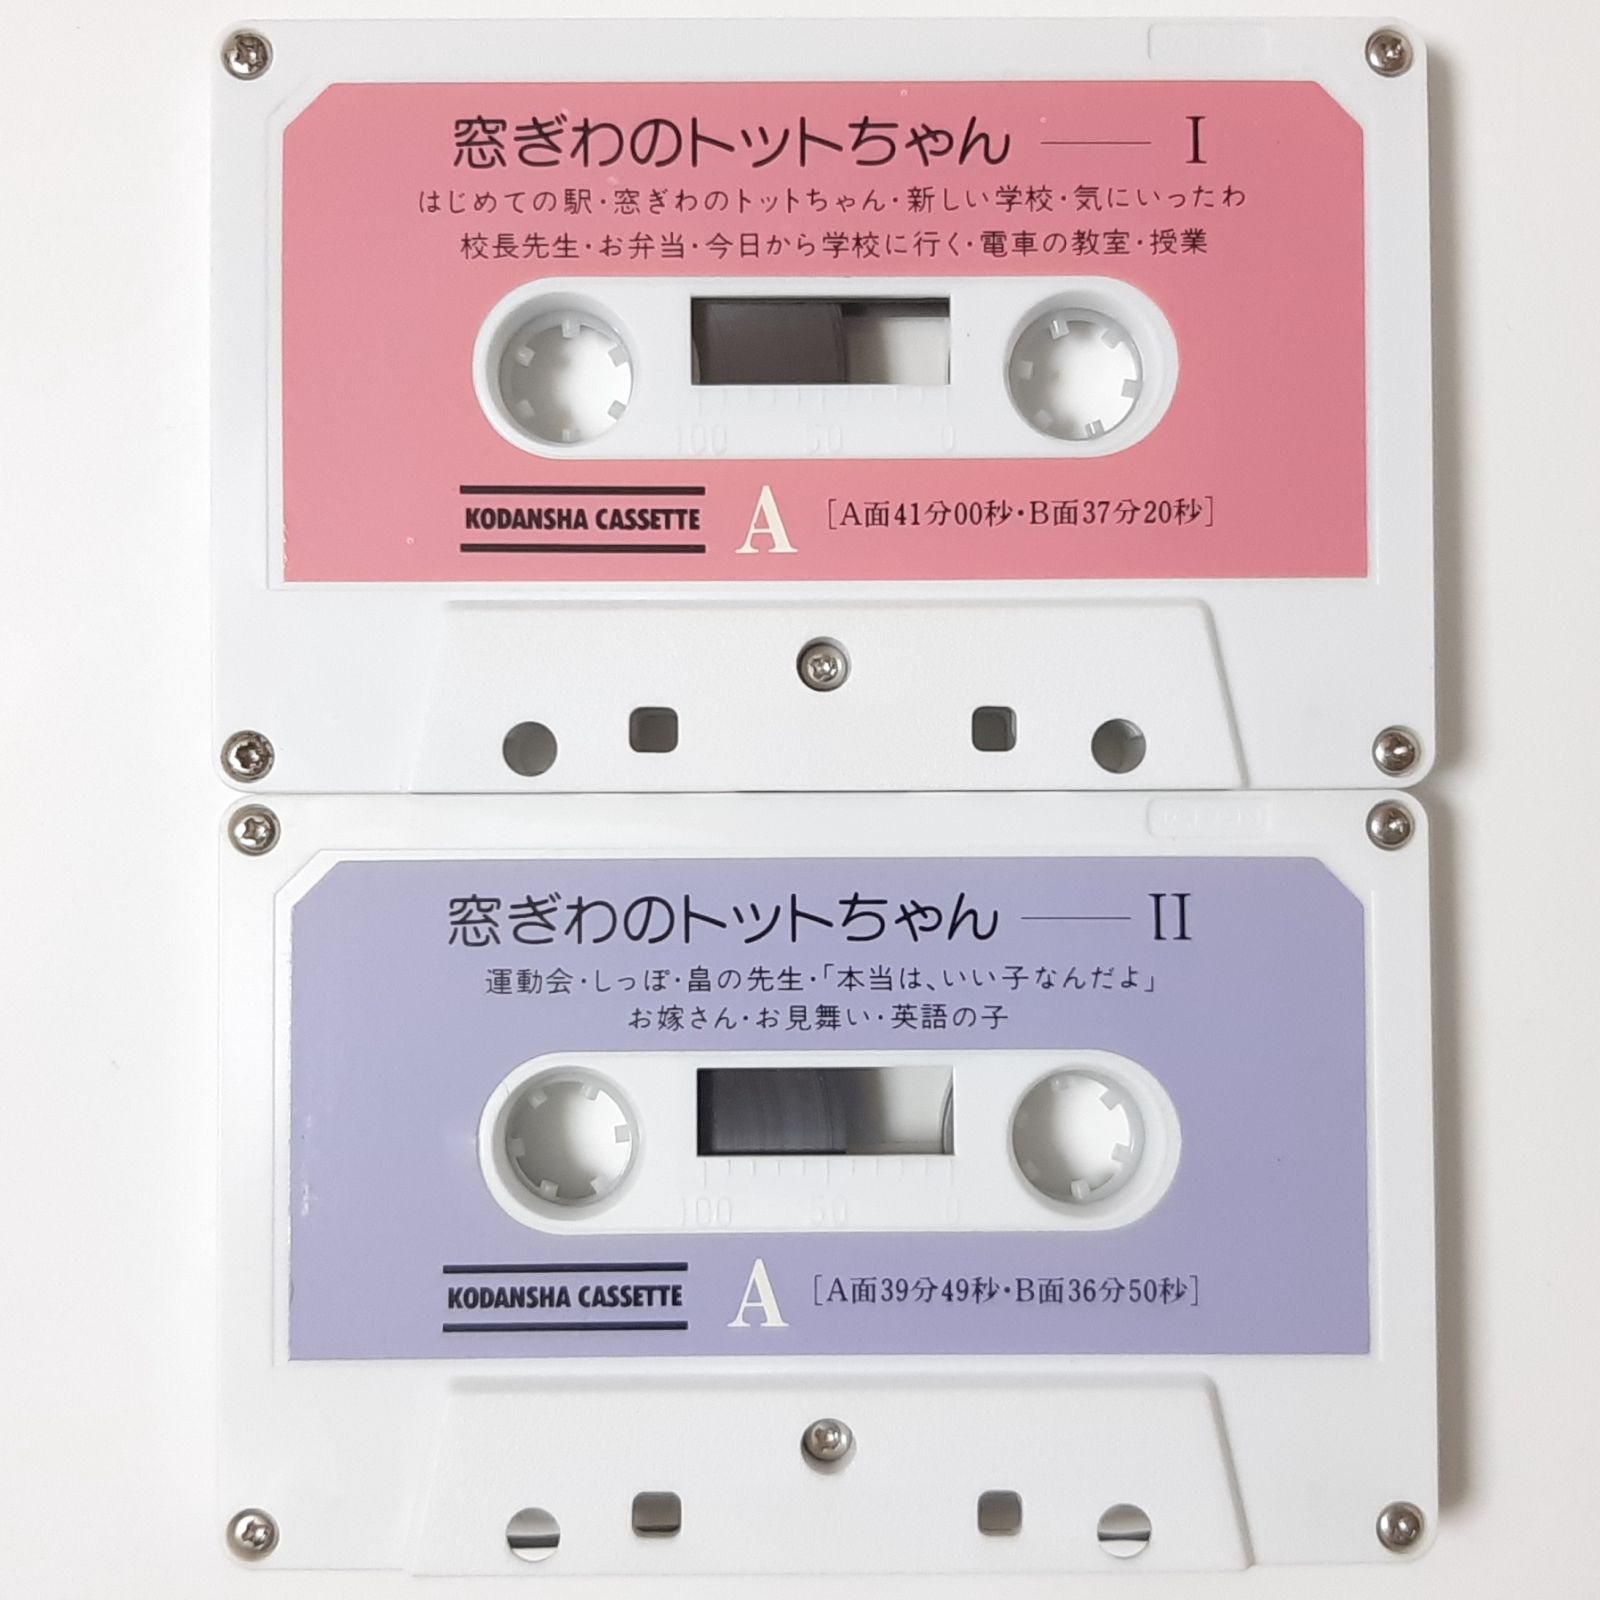 窓ぎわのトットちゃん —— I
はじめての駅・窓ぎわのトットちゃん・新しい学校・気にいったわ
校長先生・お弁当・今日から学校に行く・電車の教室・授業
100 50 0
KODANSHA CASSETTE A [A面41分00秒・B面37分20秒]
JAPAN
窓ぎわのトットちゃん —— II
運動会・しっぽ・畠の先生・「本当は、いい子なんだよ」
お嫁さん・お見舞い・英語の子
100 50 0
KODANSHA CASSETTE A [A面39分49秒・B面36分50秒]